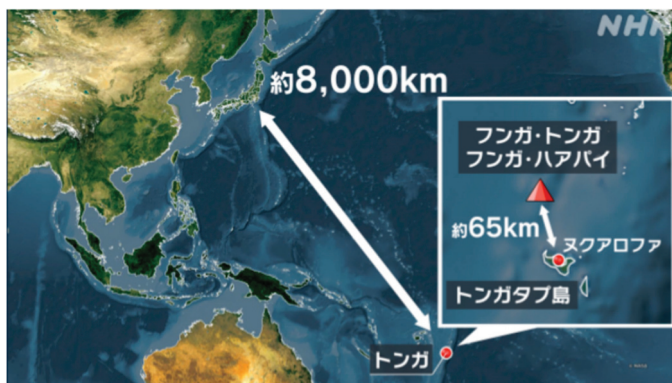 NHK
約8,000km
フンガ・トンガ
フンガ・ハアパイ
約65km
ヌクアロファ
トンガタプ島
トンガ